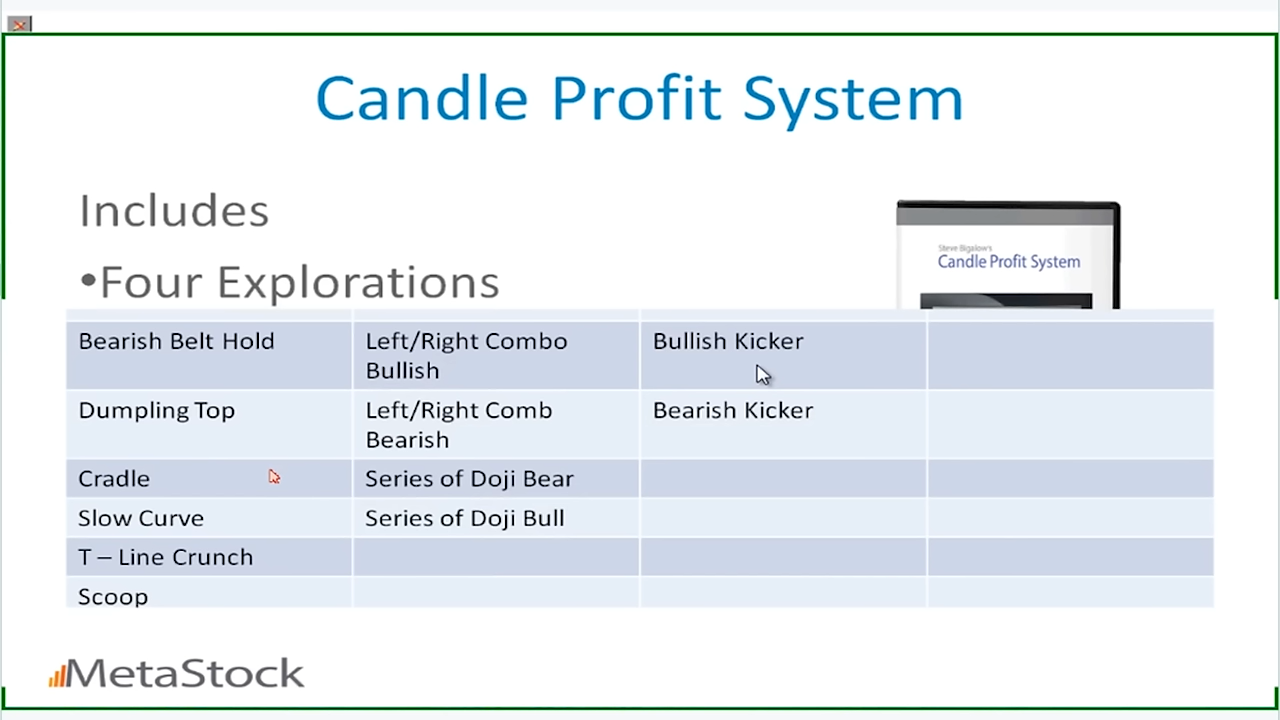 Candle Profit System
Includes
•Four Explorations
Steve Bigalow's
Candle Profit System
Bearish Belt Hold
Left/Right Combo
Bullish
Bullish Kicker
Dumpling Top
Left/Right Comb
Bearish
Bearish Kicker
Cradle
Series of Doji Bear
Slow Curve
Series of Doji Bull
T – Line Crunch
Scoop
MetaStock